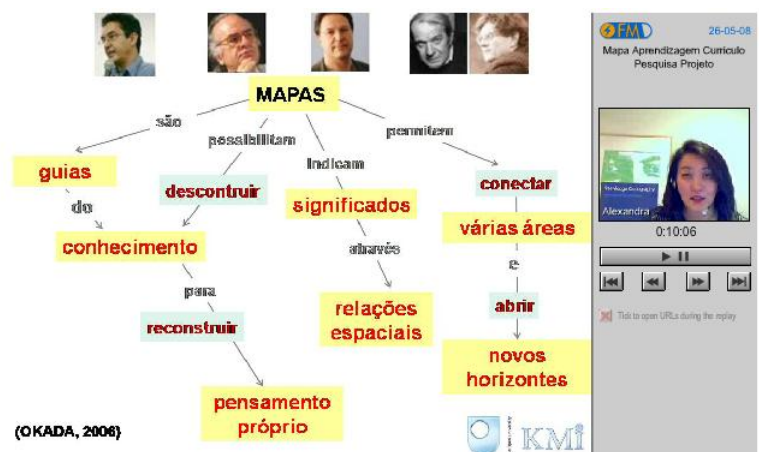 MAPAS
são
possibilitam
indicam
permitem
guias
descontruir
significados
conectar
do
conhecimento
através
várias áreas
e
para
reconstruir
relações
espaciais
abrir
novos
horizontes
pensamento
próprio
(OKADA, 2006)
KMi
FM
26-05-08
Mapa Aprendizagem Curriculo
Pesquisa Projeto
Alexandra
0:10:06
Tick to open URLs during the replay